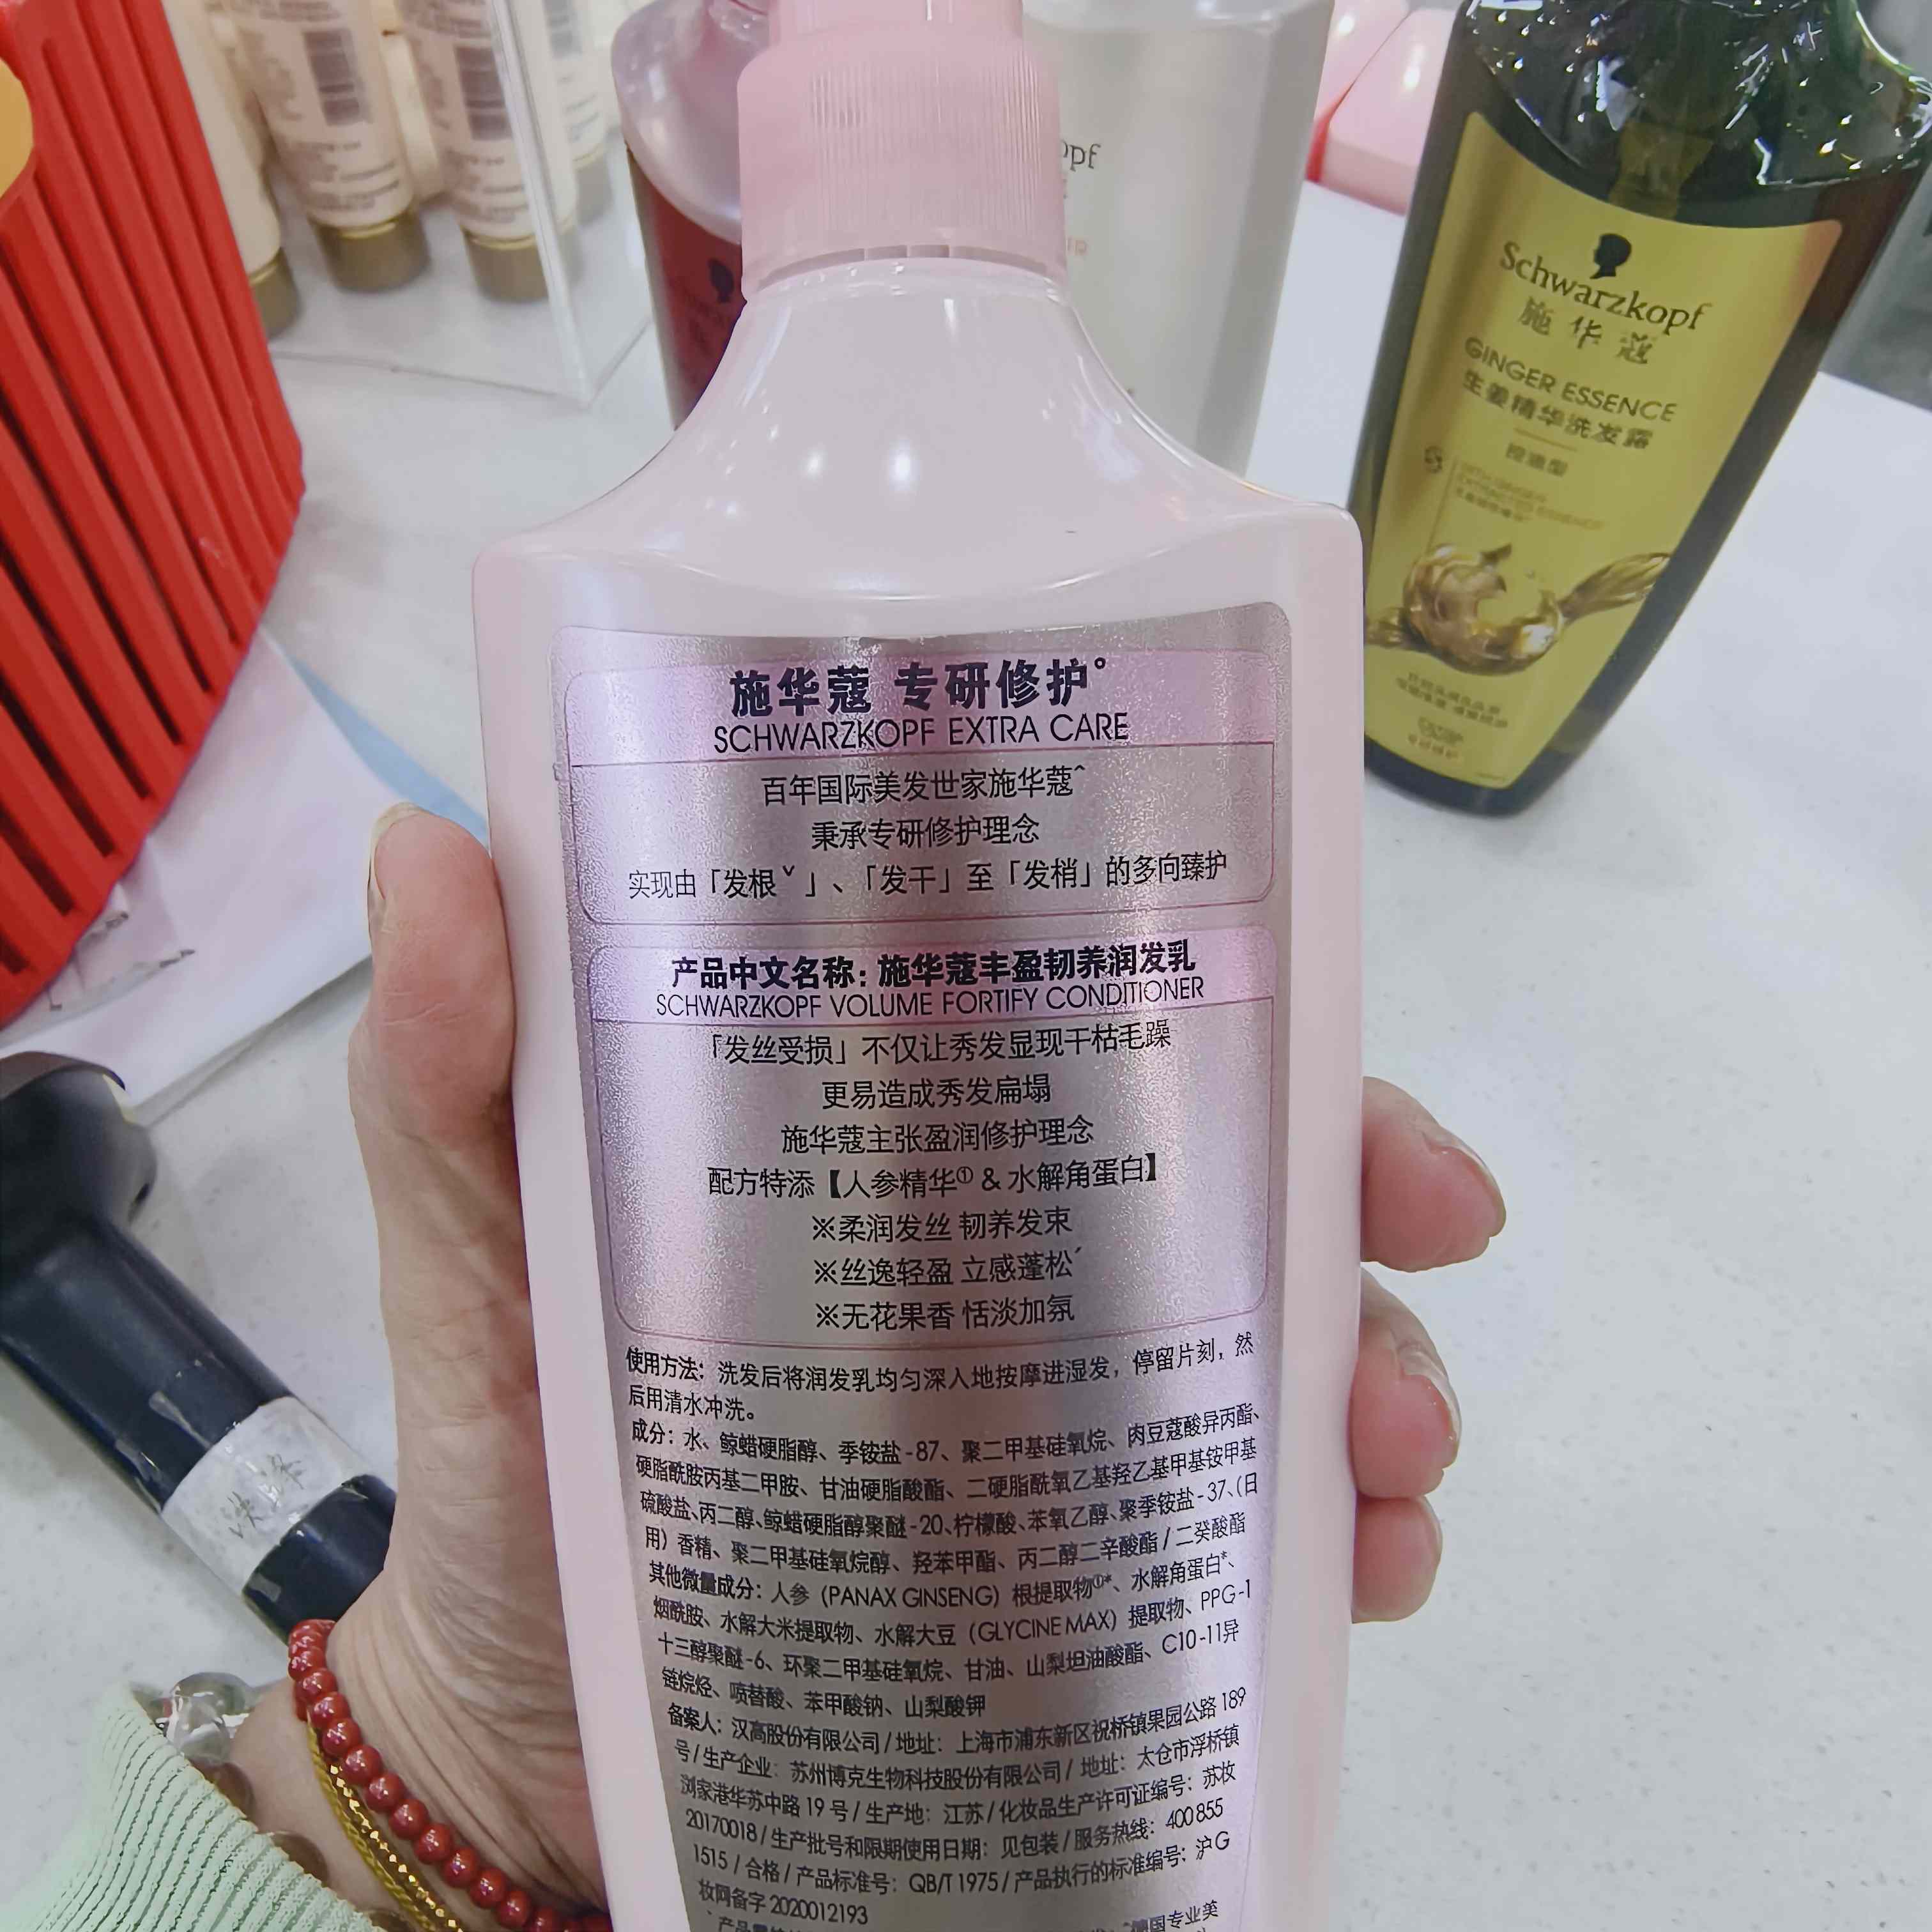 施华蔻 专研修护°
SCHWARZKOPF EXTRA CARE
百年国际美发世家施华蔻^
秉承专研修护理念
实现由「发根ˇ」、「发干」至「发梢」的多向臻护
产品中文名称：施华蔻丰盈韧养润发乳
SCHWARZKOPF VOLUME FORTIFY CONDITIONER
「发丝受损」不仅让秀发显现干枯毛躁
更易造成秀发扁塌
施华蔻主张盈润修护理念
配方特添【人参精华① & 水解角蛋白】
※柔润发丝 韧养发束
※丝逸轻盈 立感蓬松ˊ
※无花果香 恬淡加氛
使用方法：洗发后将润发乳均匀深入地按摩进湿发，停留片刻，然
后用清水冲洗。
成分：水、鲸蜡硬脂醇、季铵盐-87、聚二甲基硅氧烷、肉豆蔻酸异丙酯、
硬脂酰胺丙基二甲胺、甘油硬脂酸酯、二硬脂酰氧乙基羟乙基甲基铵甲基
硫酸盐、丙二醇、鲸蜡硬脂醇聚醚-20、柠檬酸、苯氧乙醇、聚季铵盐-37、(日
用）香精、聚二甲基硅氧烷醇、羟苯甲酯、丙二醇二辛酸酯/二癸酸酯
其他微量成分：人参（PANAX GINSENG）根提取物①*、水解角蛋白*、
烟酰胺、水解大米提取物、水解大豆（GLYCINE MAX）提取物、PPG-1
十三醇聚醚-6、环聚二甲基硅氧烷、甘油、山梨坦油酸酯、C10-11异
链烷烃、喷替酸、苯甲酸钠、山梨酸钾
备案人：汉高股份有限公司/地址：上海市浦东新区祝桥镇果园公路189
号/生产企业：苏州博克生物科技股份有限公司/地址：太仓市浮桥镇
浏家港华苏中路19号/生产地：江苏/化妆品生产许可证编号：苏妆
20170018/生产批号和限期使用日期：见包装/服务热线：400 855
1515/合格/产品标准号：QB/T 1975/产品执行的标准编号：沪G
妆网备字2020012193
^德国专业美
Schwarzkopf
施华蔻
GINGER ESSENCE
生姜精华洗发露
控油型
opf